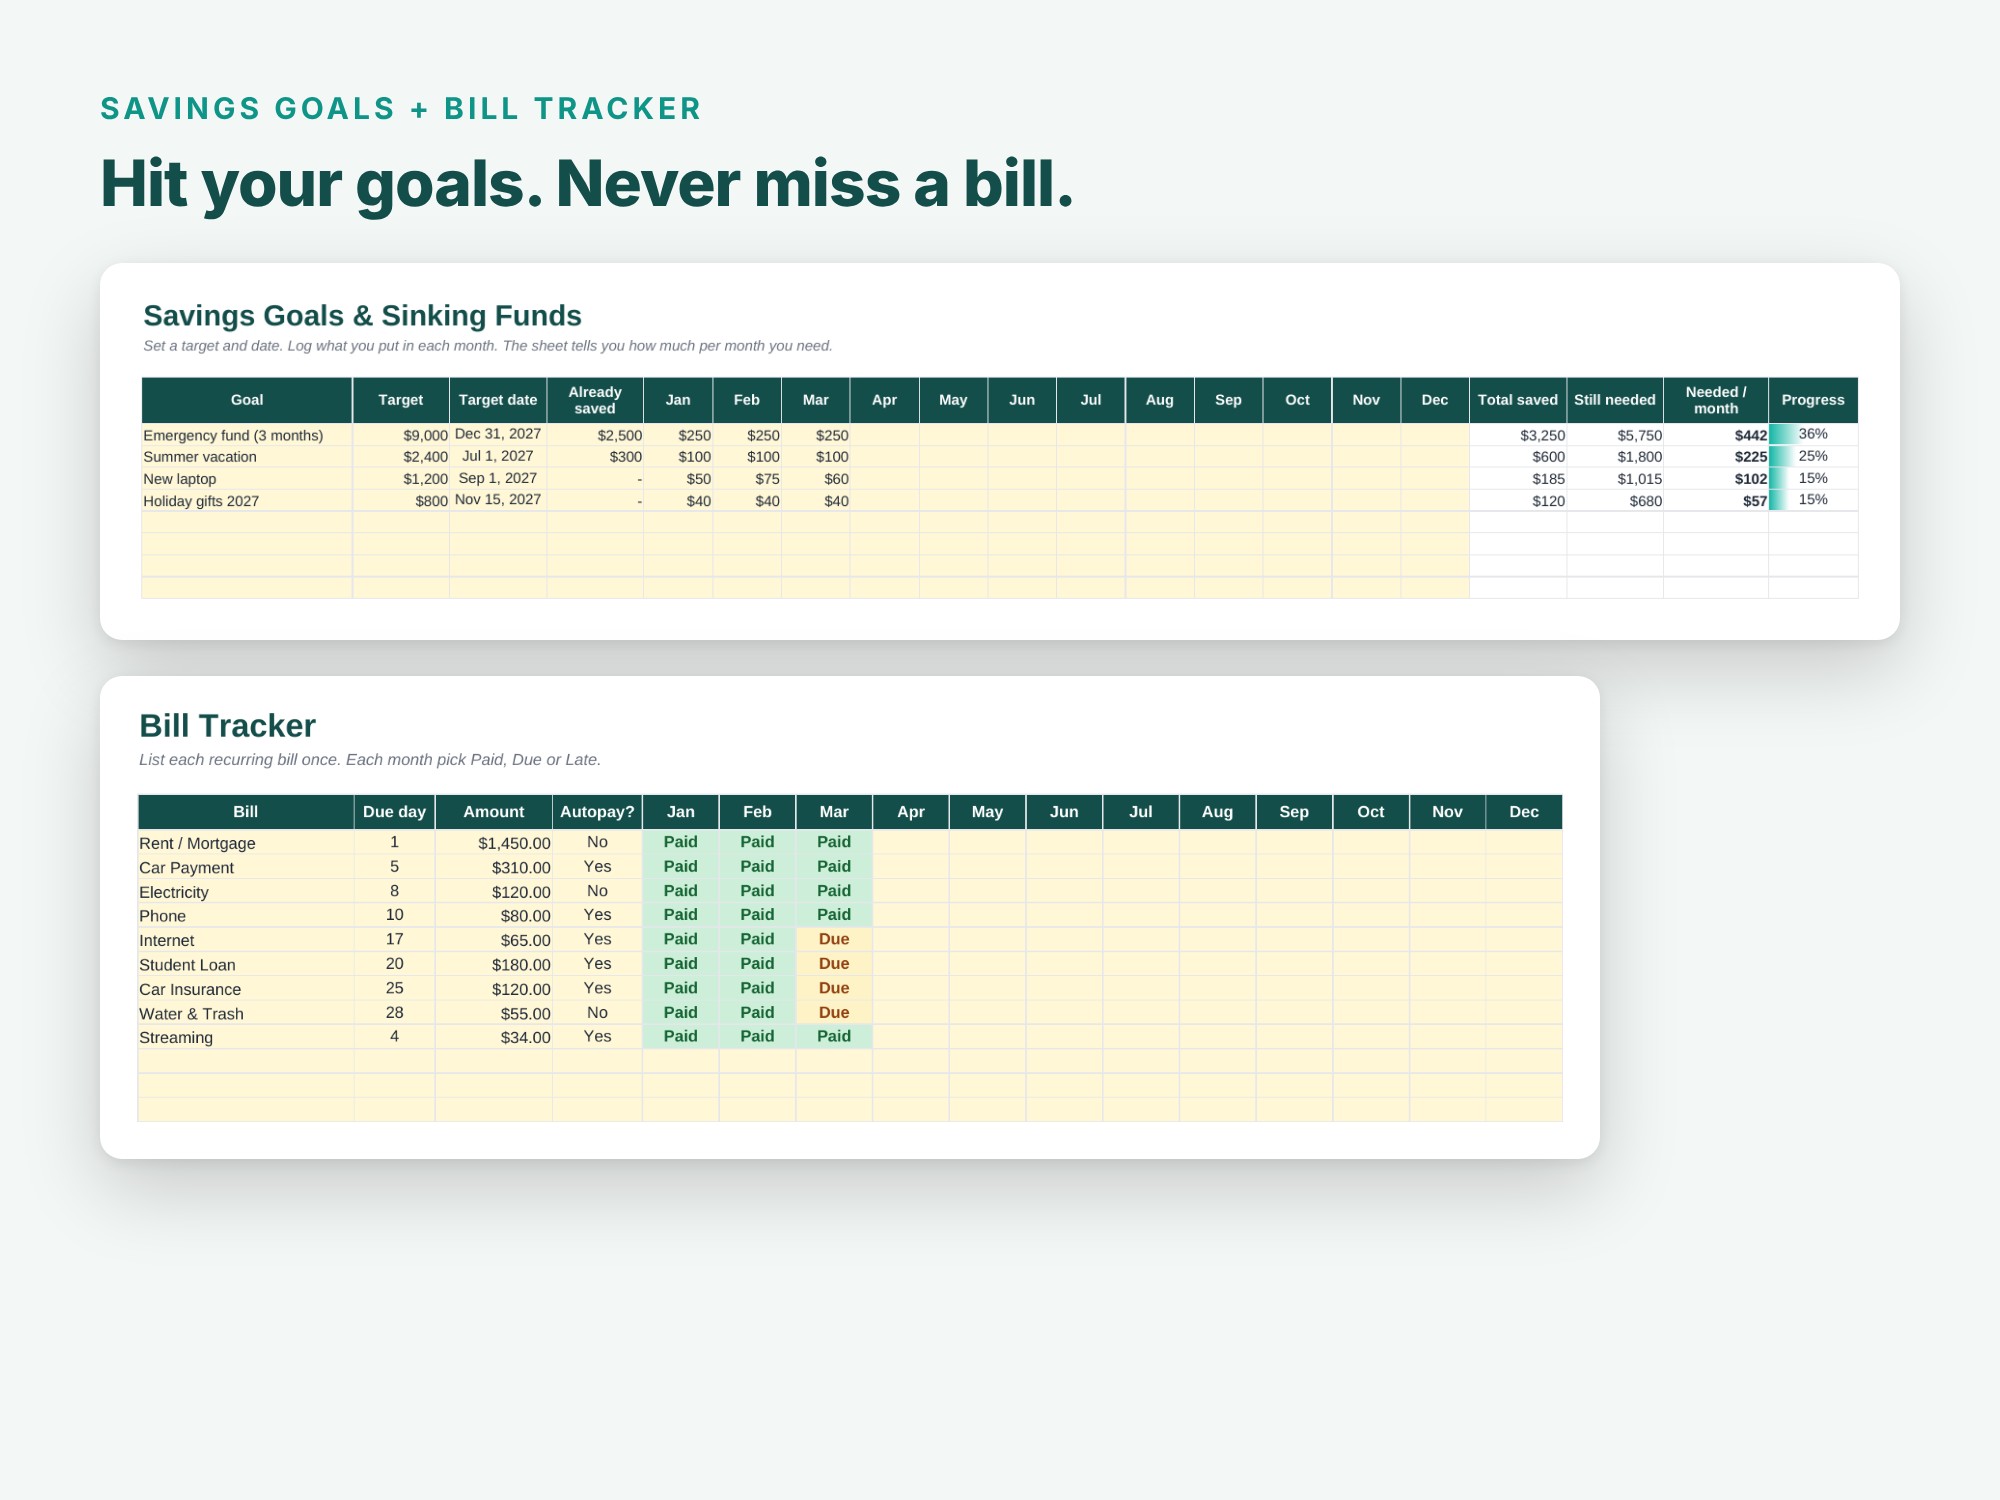 SAVINGS GOALS + BILL TRACKER
Hit your goals. Never miss a bill.
Savings Goals & Sinking Funds
Set a target and date. Log what you put in each month. The sheet tells you how much per month you need.
Goal Target Target date Already saved Jan Feb Mar Apr May Jun Jul Aug Sep Oct Nov Dec Total saved Still needed Needed / month Progress
Emergency fund (3 months) $9,000 Dec 31, 2027 $2,500 $250 $250 $250 $3,250 $5,750 $442 36%
Summer vacation $2,400 Jul 1, 2027 $300 $100 $100 $100 $600 $1,800 $225 25%
New laptop $1,200 Sep 1, 2027 - $50 $75 $60 $185 $1,015 $102 15%
Holiday gifts 2027 $800 Nov 15, 2027 - $40 $40 $40 $120 $680 $57 15%
Bill Tracker
List each recurring bill once. Each month pick Paid, Due or Late.
Bill Due day Amount Autopay? Jan Feb Mar Apr May Jun Jul Aug Sep Oct Nov Dec
Rent / Mortgage 1 $1,450.00 No Paid Paid Paid
Car Payment 5 $310.00 Yes Paid Paid Paid
Electricity 8 $120.00 No Paid Paid Paid
Phone 10 $80.00 Yes Paid Paid Paid
Internet 17 $65.00 Yes Paid Paid Due
Student Loan 20 $180.00 Yes Paid Paid Due
Car Insurance 25 $120.00 Yes Paid Paid Due
Water & Trash 28 $55.00 No Paid Paid Due
Streaming 4 $34.00 Yes Paid Paid Paid